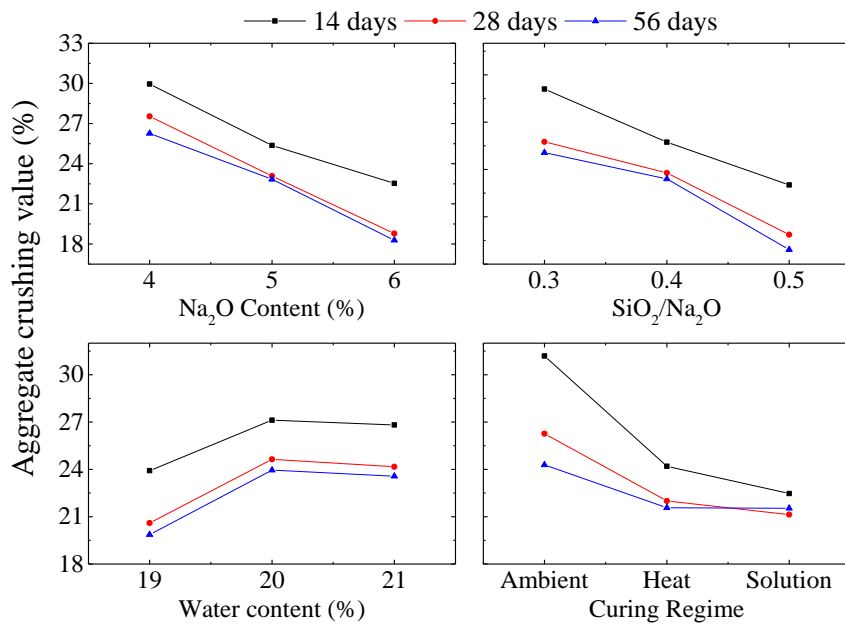 14 days 28 days 56 days
Aggregate crushing value (%)
33
30
27
24
21
18
4 5 6
Na₂O Content (%)
0.3 0.4 0.5
SiO₂/Na₂O
30
27
24
21
18
19 20 21
Water content (%)
Ambient Heat Solution
Curing Regime